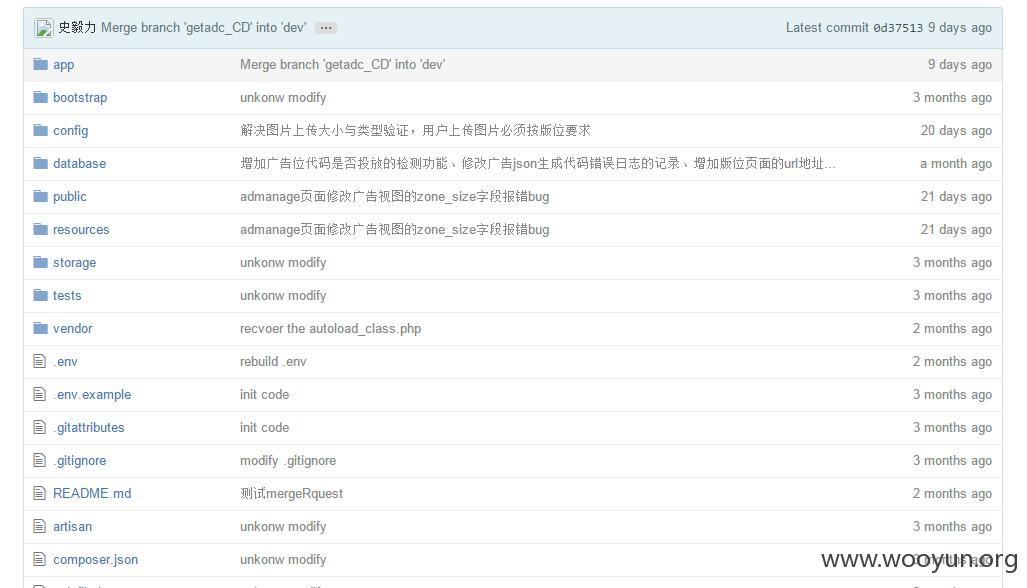 史毅力 Merge branch 'getadc_CD' into 'dev' ··· Latest commit 0d37513 9 days ago
app Merge branch 'getadc_CD' into 'dev' 9 days ago
bootstrap unkonw modify 3 months ago
config 解决图片上传大小与类型验证，用户上传图片必须按版位要求 20 days ago
database 增加广告位代码是否投放的检测功能、修改广告json生成代码错误日志的记录、增加版位页面的url地址... a month ago
public admanage页面修改广告视图的zone_size字段报错bug 21 days ago
resources admanage页面修改广告视图的zone_size字段报错bug 21 days ago
storage unkonw modify 3 months ago
tests unkonw modify 3 months ago
vendor recvoer the autoload_class.php 2 months ago
.env rebuild .env 2 months ago
.env.example init code 3 months ago
.gitattributes init code 3 months ago
.gitignore modify .gitignore 3 months ago
README.md 测试mergeRquest 2 months ago
artisan unkonw modify 3 months ago
composer.json unkonw modify 3 months ago
www.wooyun.org